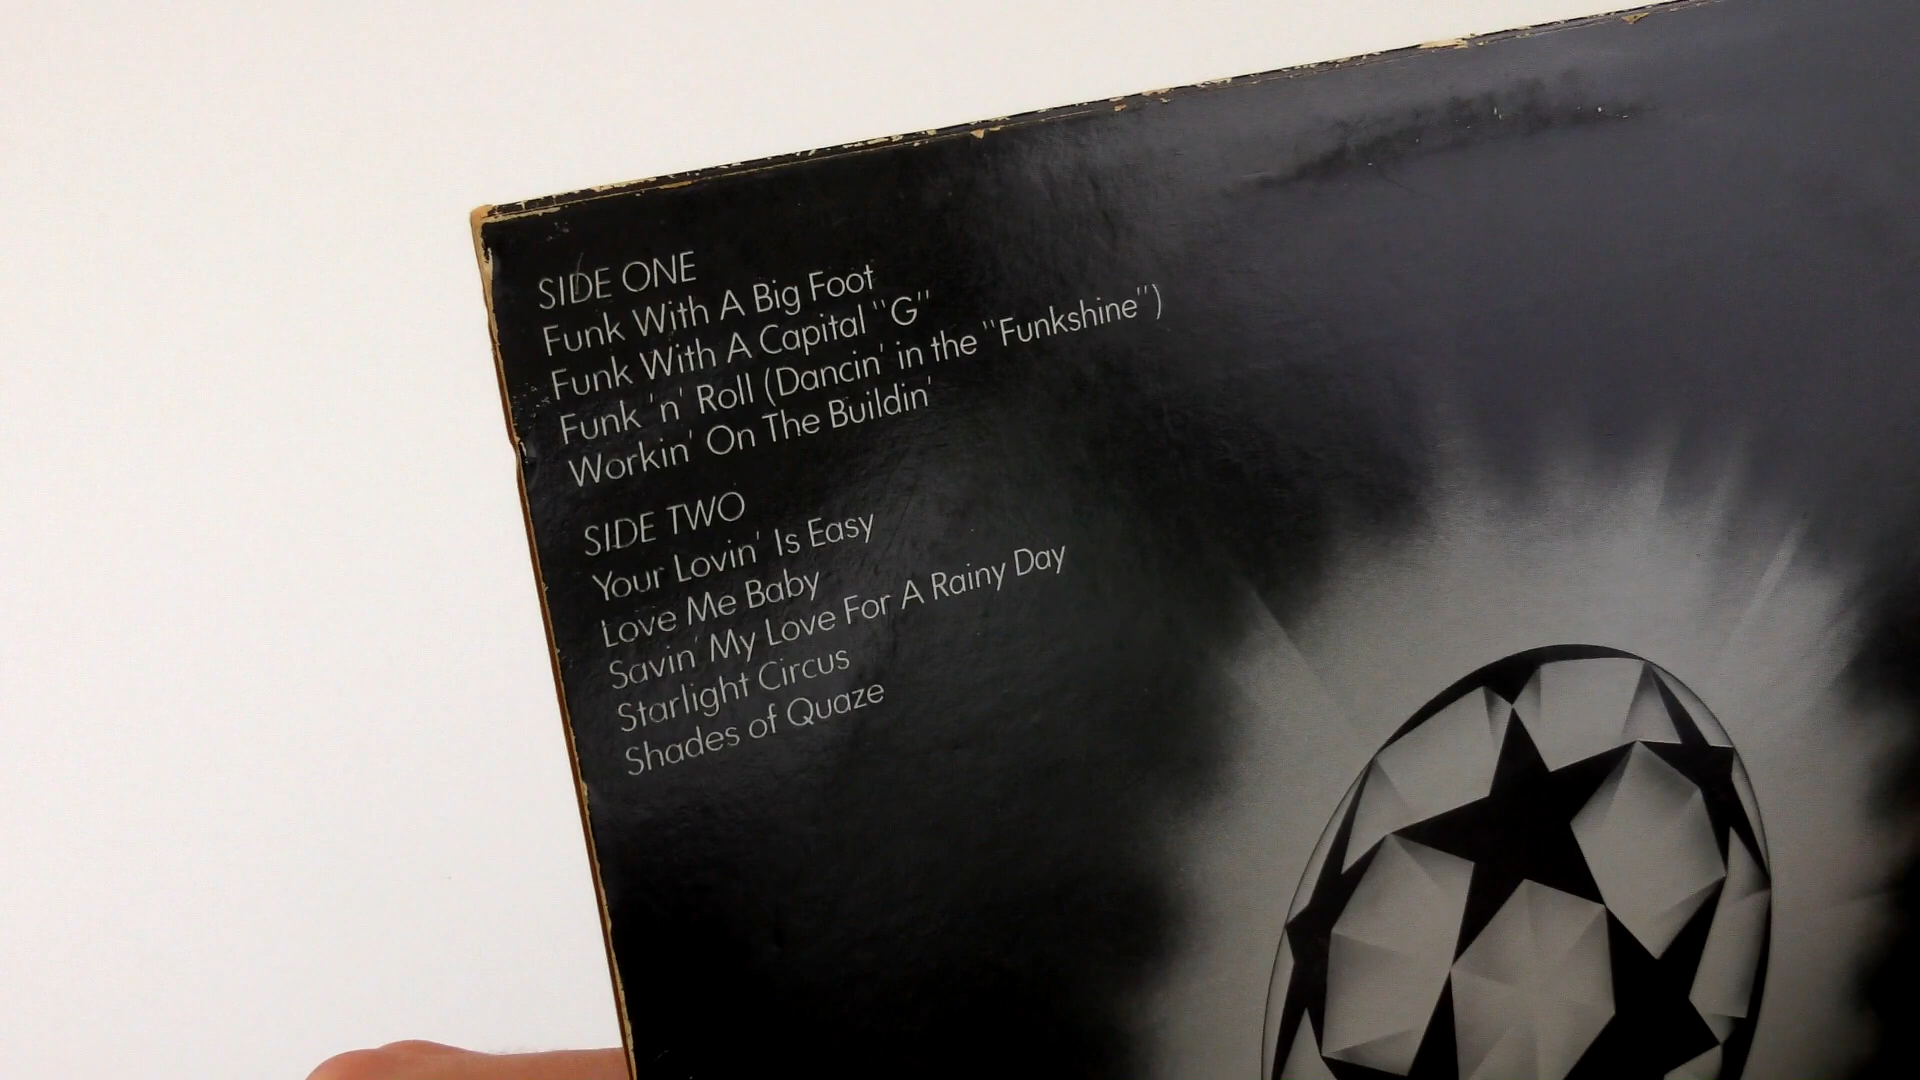 SIDE ONE
Funk With A Big Foot
Funk With A Capital "G"
Funk 'n' Roll (Dancin' in the "Funkshine")
Workin' On The Buildin'
SIDE TWO
Your Lovin' Is Easy
Love Me Baby
Savin' My Love For A Rainy Day
Starlight Circus
Shades of Quaze